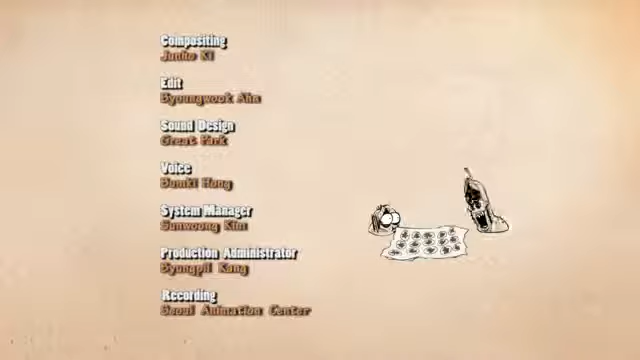 Compositing
Junho Ki
Edit
Byoungwook Ahn
Sound Design
Great Park
Voice
Bumki Hong
System Manager
Sunwoong Kim
Production Administrator
Byungpil Kang
Recording
Seoul Animation Center